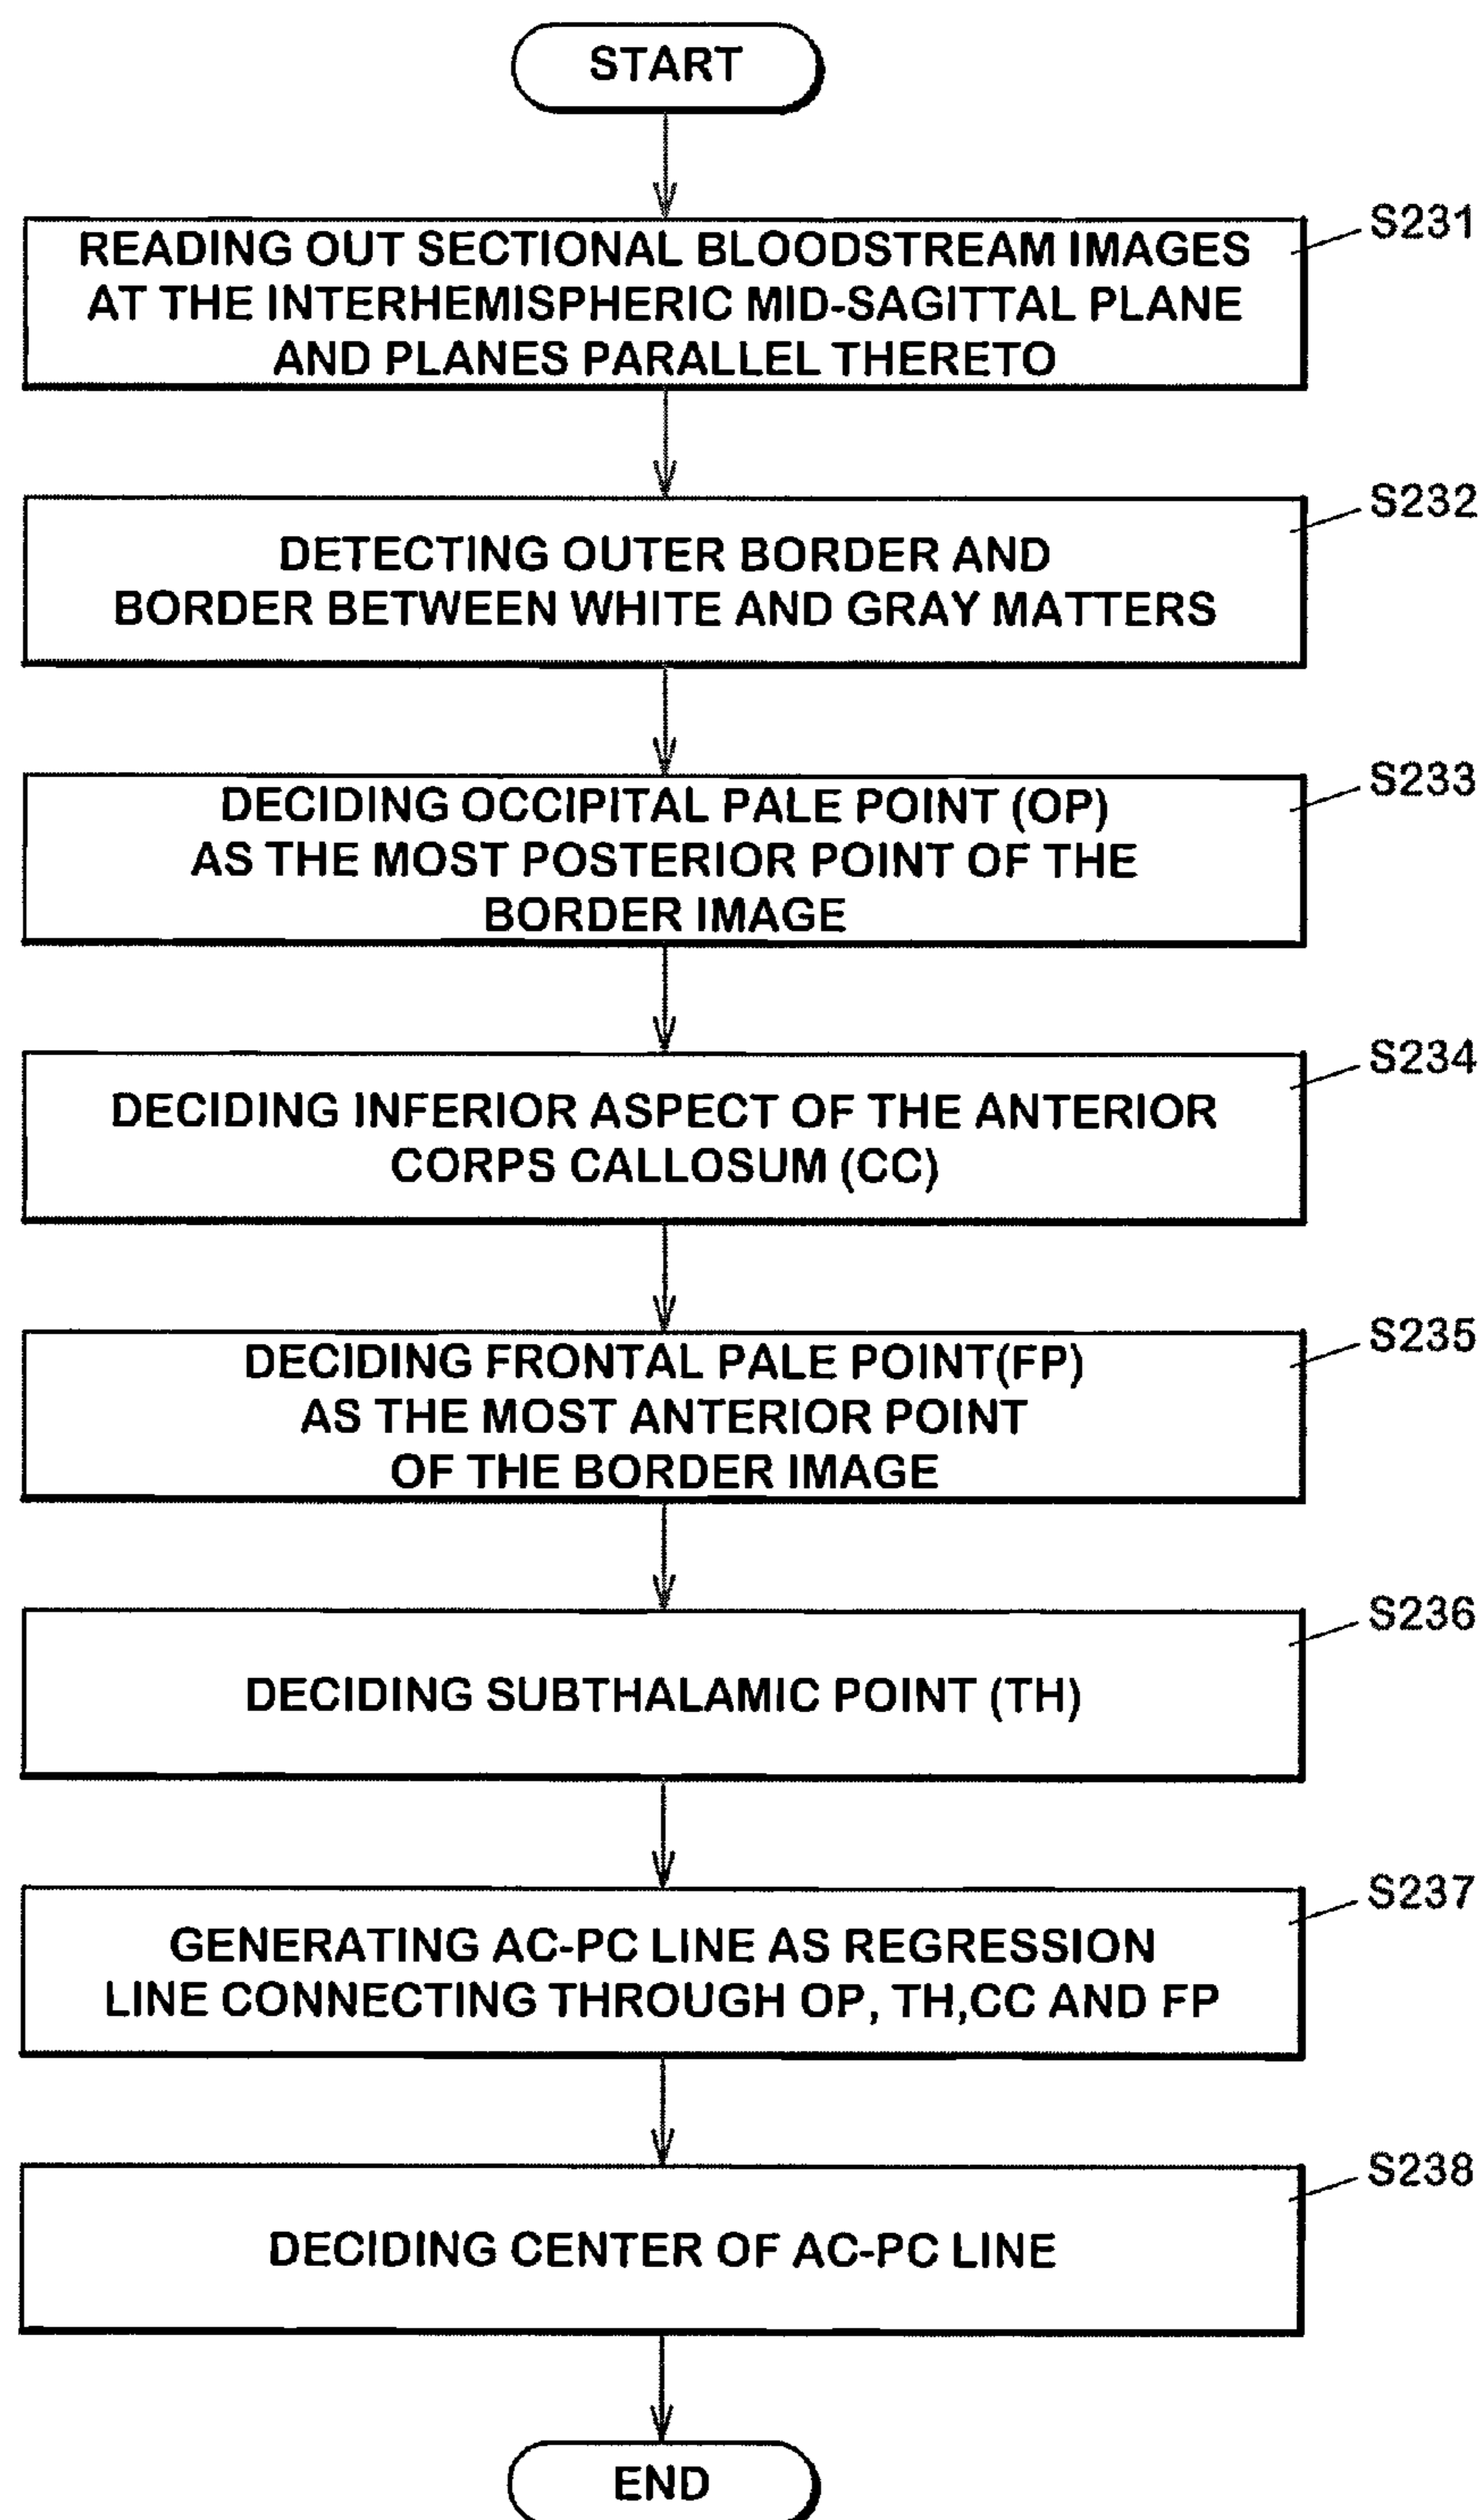 START
S231
READING OUT SECTIONAL BLOODSTREAM IMAGES
AT THE INTERHEMISPHERIC MID-SAGITTAL PLANE
AND PLANES PARALLEL THERETO
S232
DETECTING OUTER BORDER AND
BORDER BETWEEN WHITE AND GRAY MATTERS
S233
DECIDING OCCIPITAL PALE POINT (OP)
AS THE MOST POSTERIOR POINT OF THE
BORDER IMAGE
S234
DECIDING INFERIOR ASPECT OF THE ANTERIOR
CORPS CALLOSUM (CC)
S235
DECIDING FRONTAL PALE POINT(FP)
AS THE MOST ANTERIOR POINT
OF THE BORDER IMAGE
S236
DECIDING SUBTHALAMIC POINT (TH)
S237
GENERATING AC-PC LINE AS REGRESSION
LINE CONNECTING THROUGH OP, TH,CC AND FP
S238
DECIDING CENTER OF AC-PC LINE
END